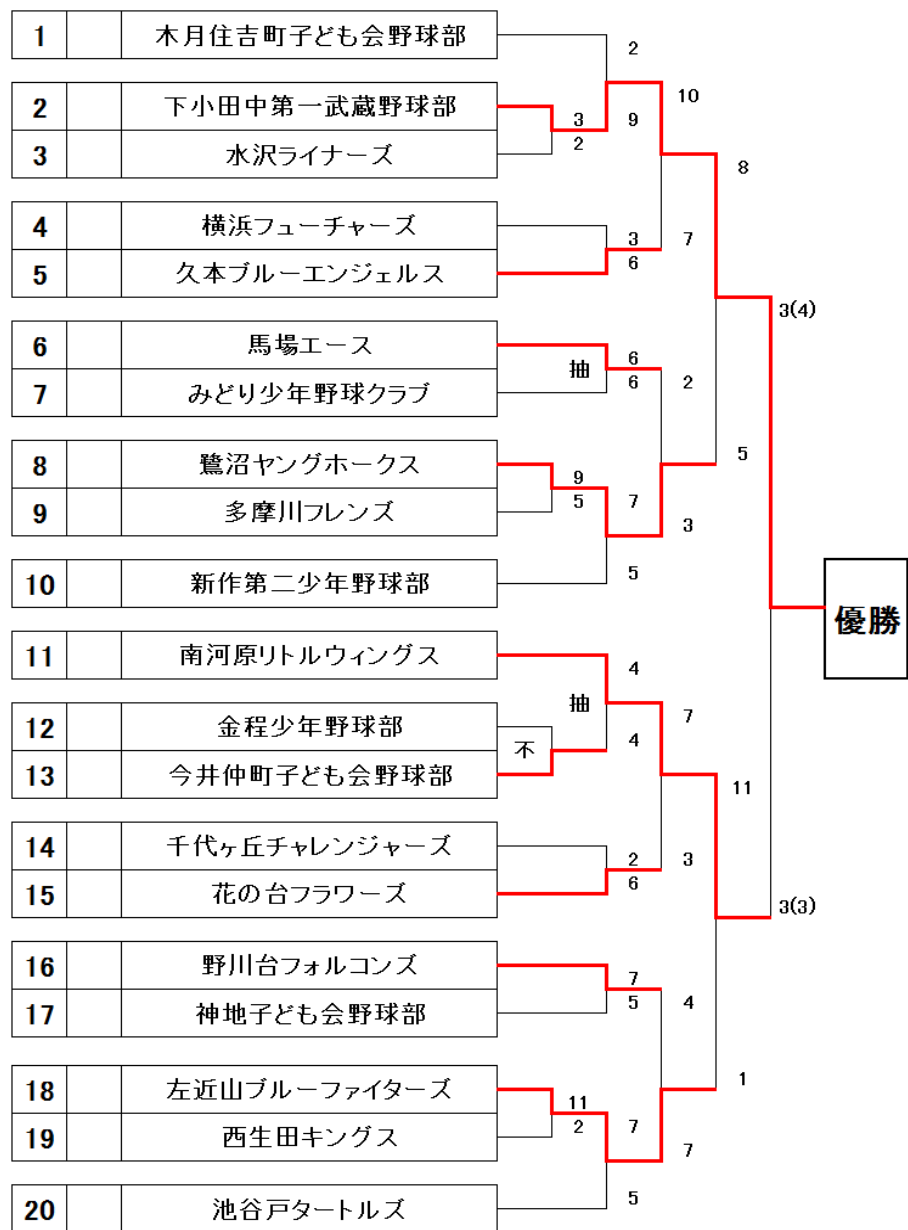 1 木月住吉町子ども会野球部
2
2 下小田中第一武蔵野球部
3
9
10
3 水沢ライナーズ
2
8
4 横浜フューチャーズ
3
7
5 久本ブルーエンジェルス
6
3(4)
6 馬場エース
抽
6
7 みどり少年野球クラブ
6
2
8 鷺沼ヤングホークス
9
5
9 多摩川フレンズ
5
7
3
10 新作第二少年野球部
5
優勝
11 南河原リトルウィングス
4
抽
7
12 金程少年野球部
不
4
13 今井仲町子ども会野球部
11
14 千代ヶ丘チャレンジャーズ
2
3
15 花の台フラワーズ
6
3(3)
16 野川台フォルコンズ
7
4
17 神地子ども会野球部
5
18 左近山ブルーファイターズ
11
1
19 西生田キングス
2
7
7
20 池谷戸タートルズ
5